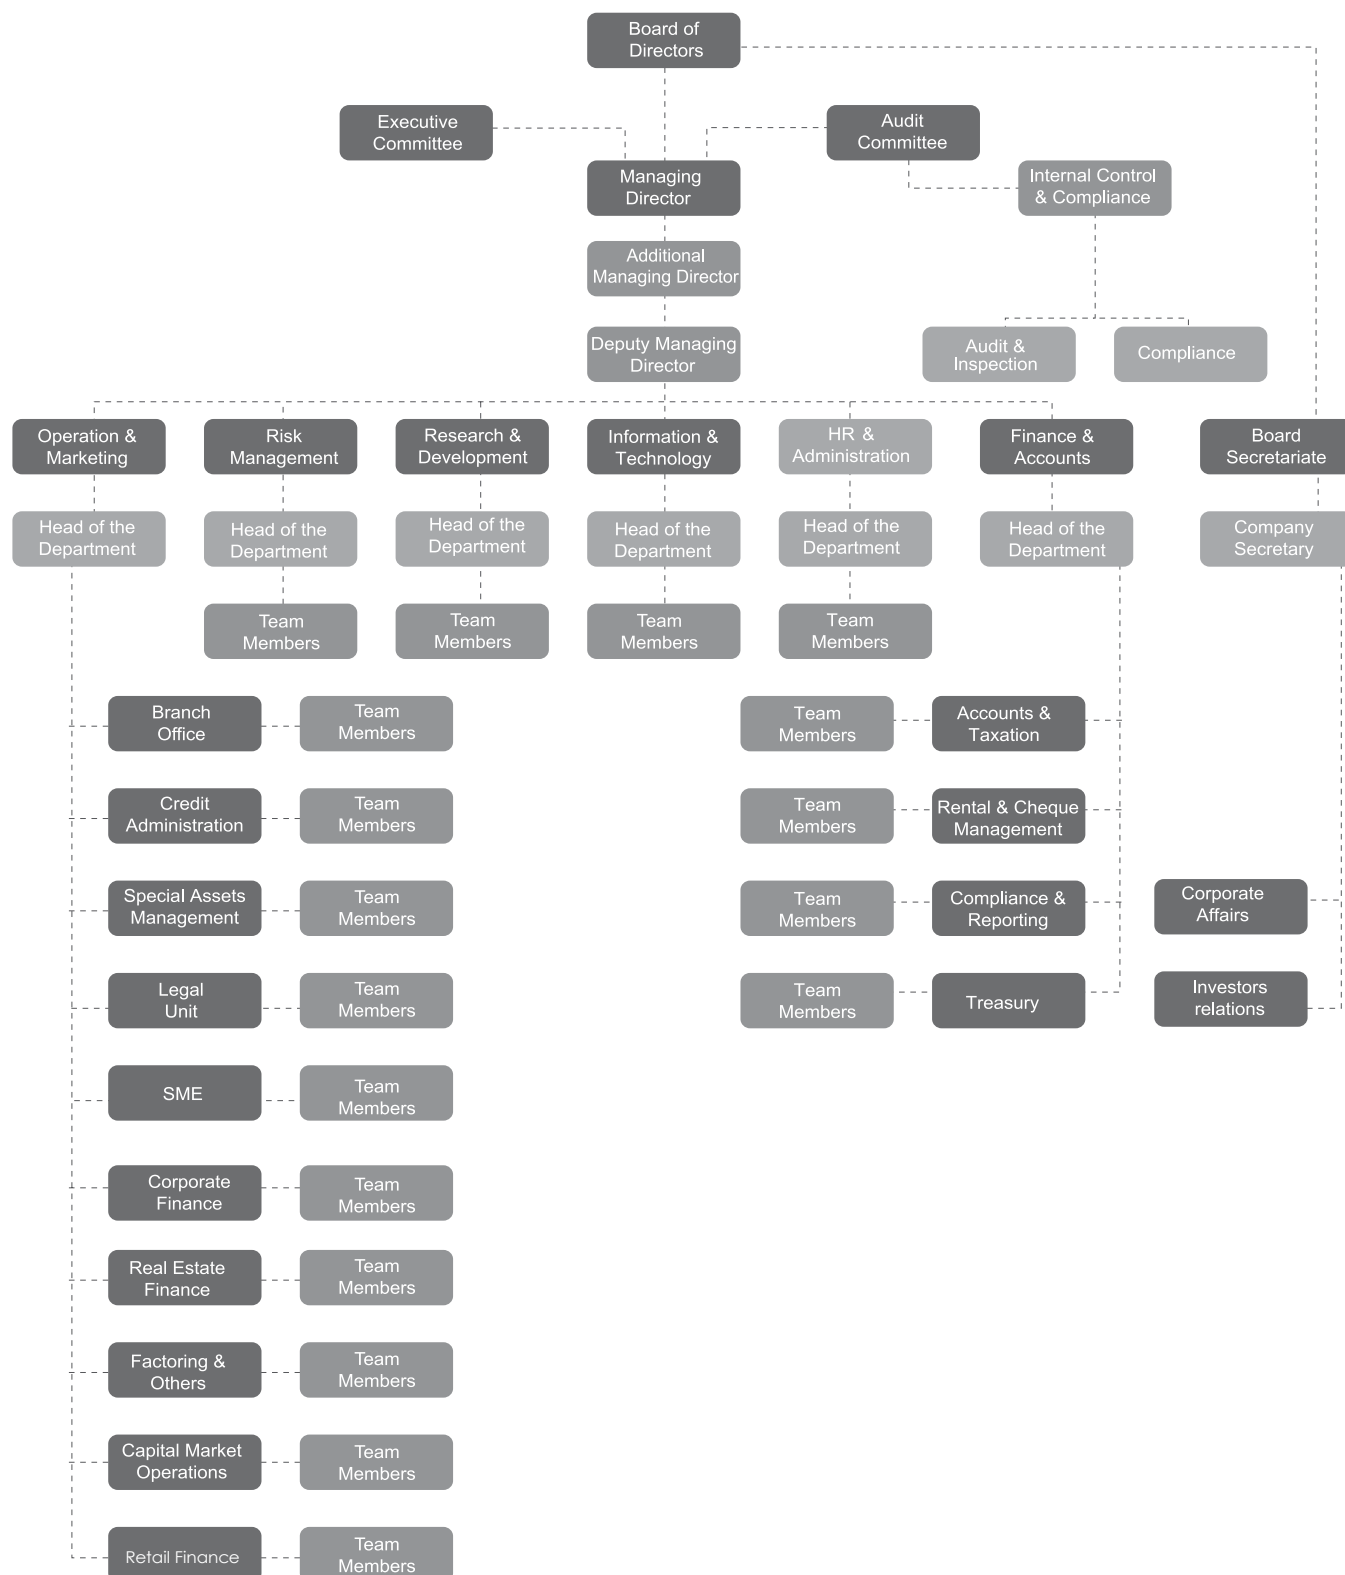 Board of
Directors
Executive
Committee
Audit
Committee
Managing
Director
Internal Control
& Compliance
Additional
Managing Director
Deputy Managing
Director
Audit &
Inspection
Compliance
Operation &
Marketing
Risk
Management
Research &
Development
Information &
Technology
HR &
Administration
Finance &
Accounts
Board
Secretariate
Head of the
Department
Head of the
Department
Head of the
Department
Head of the
Department
Head of the
Department
Head of the
Department
Company
Secretary
Team
Members
Team
Members
Team
Members
Team
Members
Branch
Office
Team
Members
Team
Members
Accounts &
Taxation
Credit
Administration
Team
Members
Team
Members
Rental & Cheque
Management
Special Assets
Management
Team
Members
Team
Members
Compliance &
Reporting
Corporate
Affairs
Legal
Unit
Team
Members
Team
Members
Treasury
Investors
relations
SME
Team
Members
Corporate
Finance
Team
Members
Real Estate
Finance
Team
Members
Factoring &
Others
Team
Members
Capital Market
Operations
Team
Members
Retail Finance
Team
Members